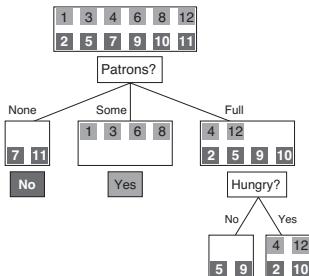 1 3 4 6 8 12
2 5 7 9 10 11
Patrons?
None Some Full
1 3 6 8 4 12
7 11 2 5 9 10
No Yes Hungry?
No Yes
4 12
5 9 2 10